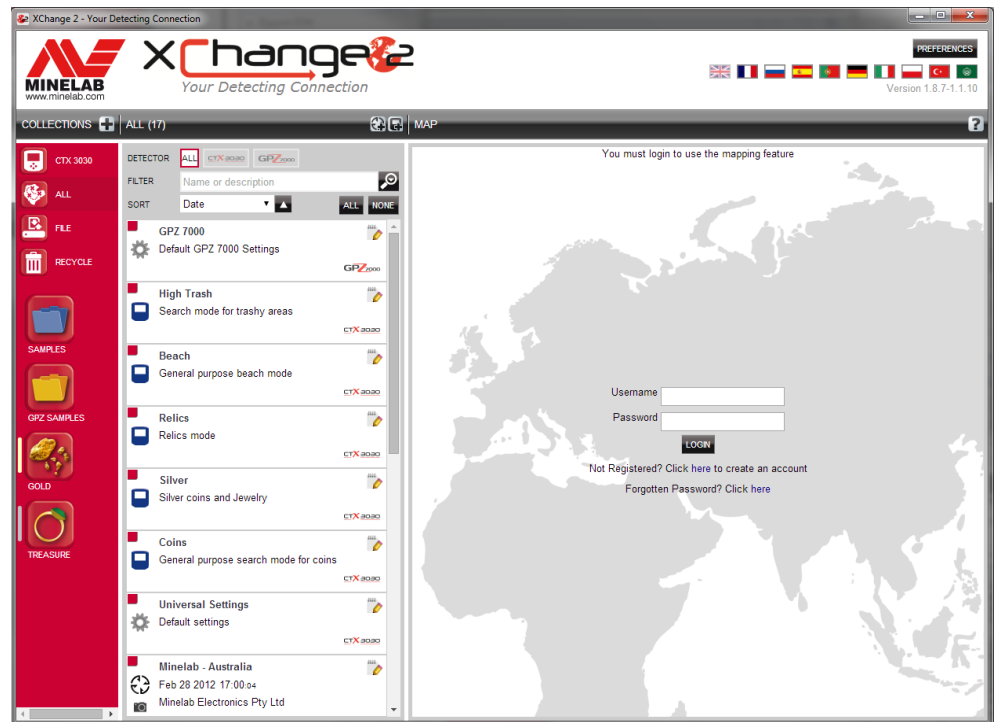 XChange 2 - Your Detecting Connection
MINELAB
www.minelab.com
XChange2
Your Detecting Connection
PREFERENCES
Version 1.8.7-1.1.10
COLLECTIONS
ALL (17)
MAP
?
CTX 3030
ALL
FILE
RECYCLE
SAMPLES
GPZ SAMPLES
GOLD
TREASURE
DETECTOR ALL CTX 3030 GPZ 7000
FILTER Name or description
SORT Date ALL NONE
GPZ 7000
Default GPZ 7000 Settings
GPZ 7000
High Trash
Search mode for trashy areas
CTX 3030
Beach
General purpose beach mode
CTX 3030
Relics
Relics mode
CTX 3030
Silver
Silver coins and Jewelry
CTX 3030
Coins
General purpose search mode for coins
CTX 3030
Universal Settings
Default settings
CTX 3030
Minelab - Australia
Feb 28 2012 17:00:04
Minelab Electronics Pty Ltd
You must login to use the mapping feature
Username
Password
LOGIN
Not Registered? Click here to create an account
Forgotten Password? Click here